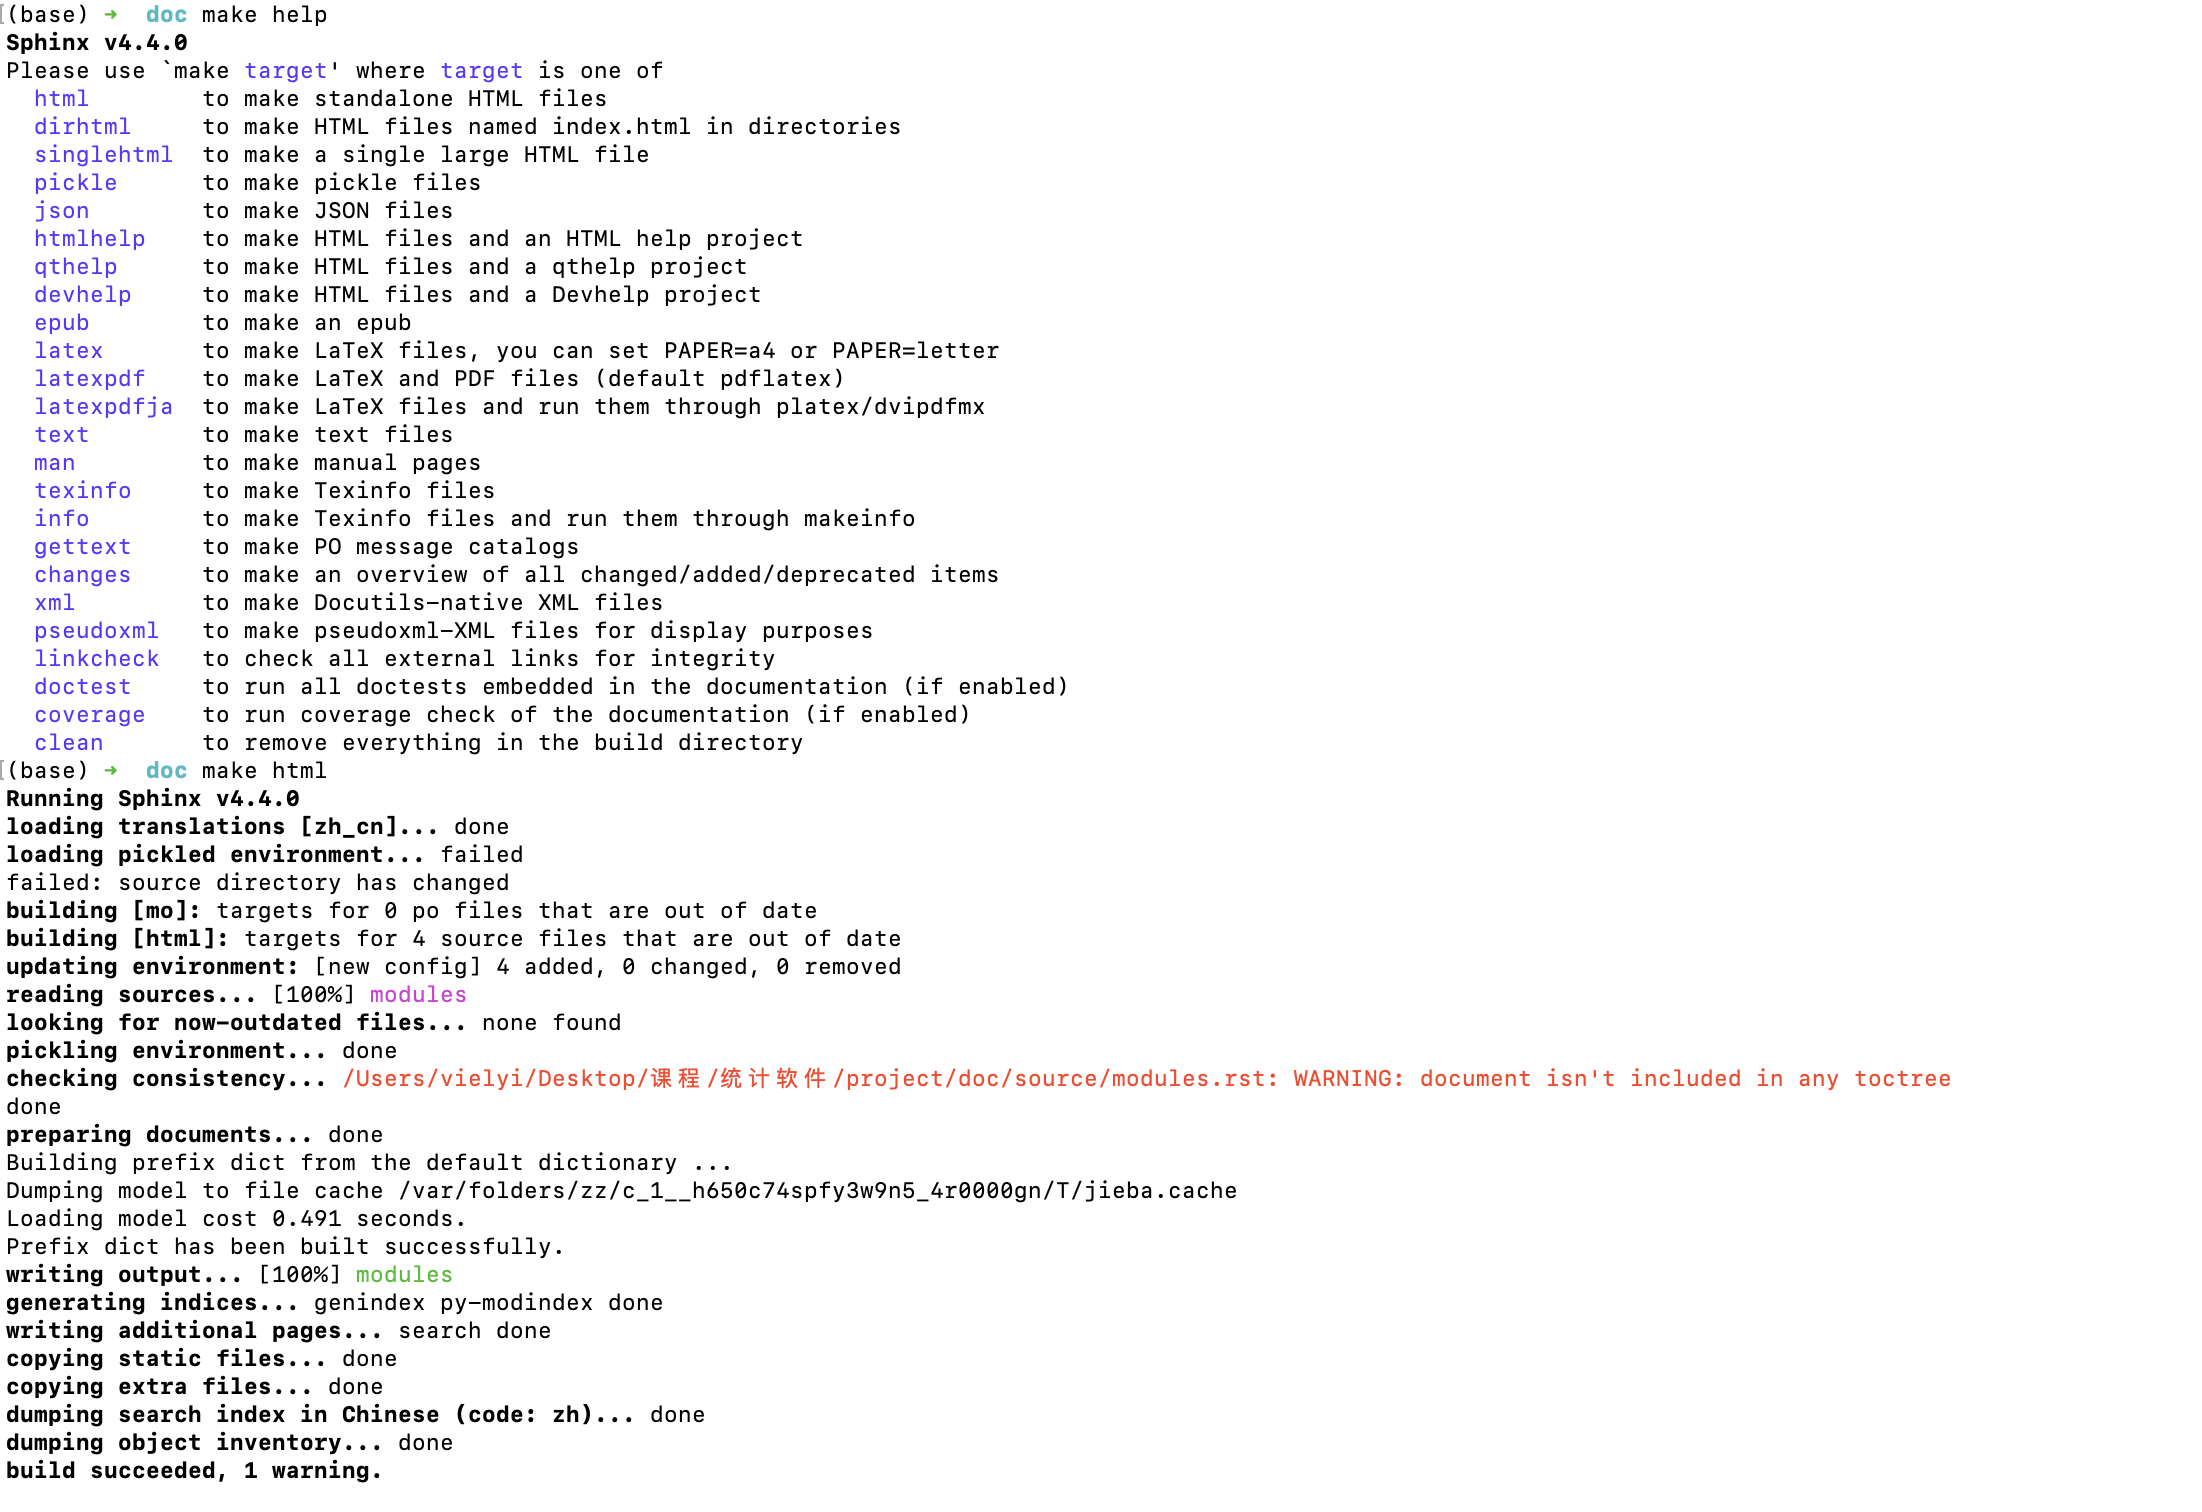 (base) ➜  doc make help
Sphinx v4.4.0
Please use `make target' where target is one of
  html        to make standalone HTML files
  dirhtml     to make HTML files named index.html in directories
  singlehtml  to make a single large HTML file
  pickle      to make pickle files
  json        to make JSON files
  htmlhelp    to make HTML files and an HTML help project
  qthelp      to make HTML files and a qthelp project
  devhelp     to make HTML files and a Devhelp project
  epub        to make an epub
  latex       to make LaTeX files, you can set PAPER=a4 or PAPER=letter
  latexpdf    to make LaTeX and PDF files (default pdflatex)
  latexpdfja  to make LaTeX files and run them through platex/dvipdfmx
  text        to make text files
  man         to make manual pages
  texinfo     to make Texinfo files
  info        to make Texinfo files and run them through makeinfo
  gettext     to make PO message catalogs
  changes     to make an overview of all changed/added/deprecated items
  xml         to make Docutils-native XML files
  pseudoxml   to make pseudoxml-XML files for display purposes
  linkcheck   to check all external links for integrity
  doctest     to run all doctests embedded in the documentation (if enabled)
  coverage    to run coverage check of the documentation (if enabled)
  clean       to remove everything in the build directory
(base) ➜  doc make html
Running Sphinx v4.4.0
loading translations [zh_cn]... done
loading pickled environment... failed
failed: source directory has changed
building [mo]: targets for 0 po files that are out of date
building [html]: targets for 4 source files that are out of date
updating environment: [new config] 4 added, 0 changed, 0 removed
reading sources... [100%] modules
looking for now-outdated files... none found
pickling environment... done
checking consistency... /Users/vielyi/Desktop/课程/统计软件/project/doc/source/modules.rst: WARNING: document isn't included in any toctree
done
preparing documents... done
Building prefix dict from the default dictionary ...
Dumping model to file cache /var/folders/zz/c_1__h650c74spfy3w9n5_4r0000gn/T/jieba.cache
Loading model cost 0.491 seconds.
Prefix dict has been built successfully.
writing output... [100%] modules
generating indices... genindex py-modindex done
writing additional pages... search done
copying static files... done
copying extra files... done
dumping search index in Chinese (code: zh)... done
dumping object inventory... done
build succeeded, 1 warning.